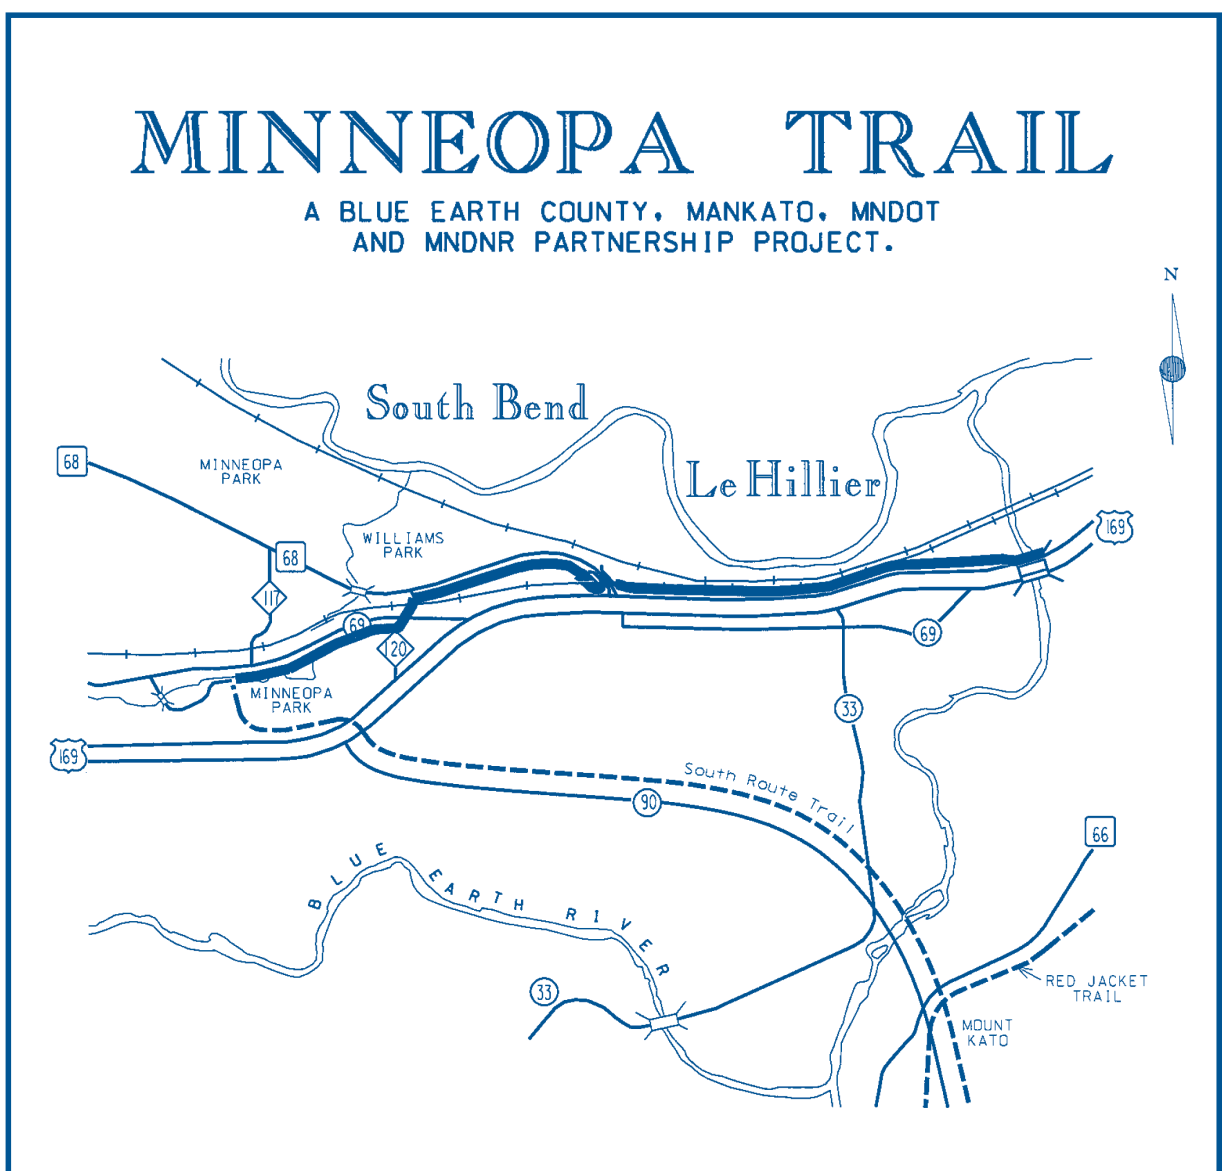 MINNEOPA TRAIL
A BLUE EARTH COUNTY, MANKATO, MNDOT
AND MNDNR PARTNERSHIP PROJECT.
N
South Bend
68
MINNEOPA
PARK
Le Hillier
169
WILLIAMS
PARK
68
117
69
69
120
MINNEOPA
PARK
33
169
South Route Trail
90
66
BLUE EARTH RIVER
RED JACKET
TRAIL
33
MOUNT
KATO